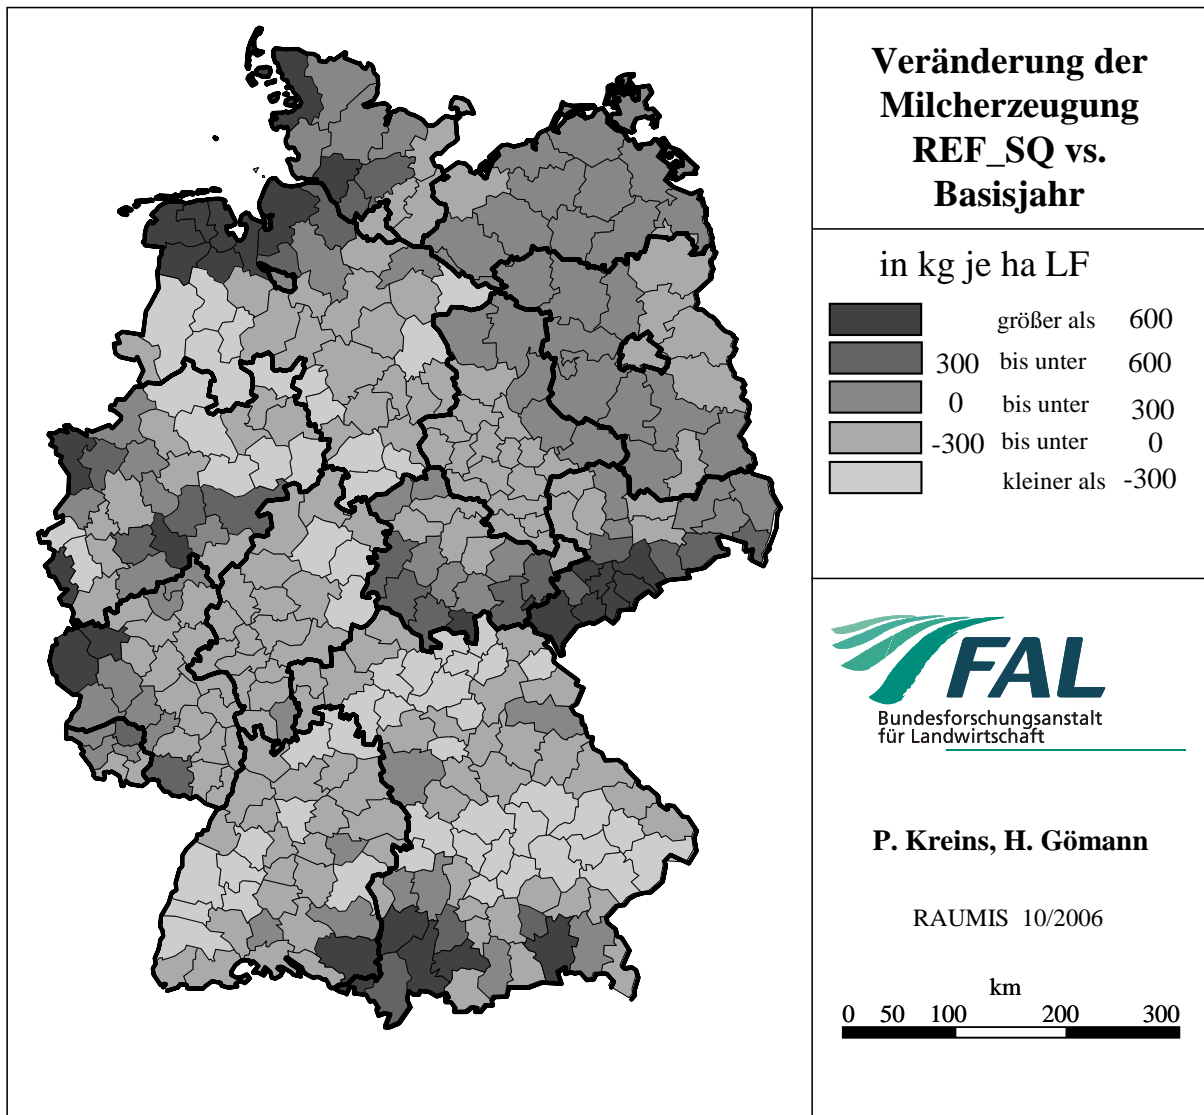 Veränderung der
Milcherzeugung
REF_SQ vs.
Basisjahr
in kg je ha LF
größer als 600
300 bis unter 600
0 bis unter 300
-300 bis unter 0
kleiner als -300
FAL
Bundesforschungsanstalt
für Landwirtschaft
P. Kreins, H. Gömann
RAUMIS 10/2006
km
0 50 100 200 300